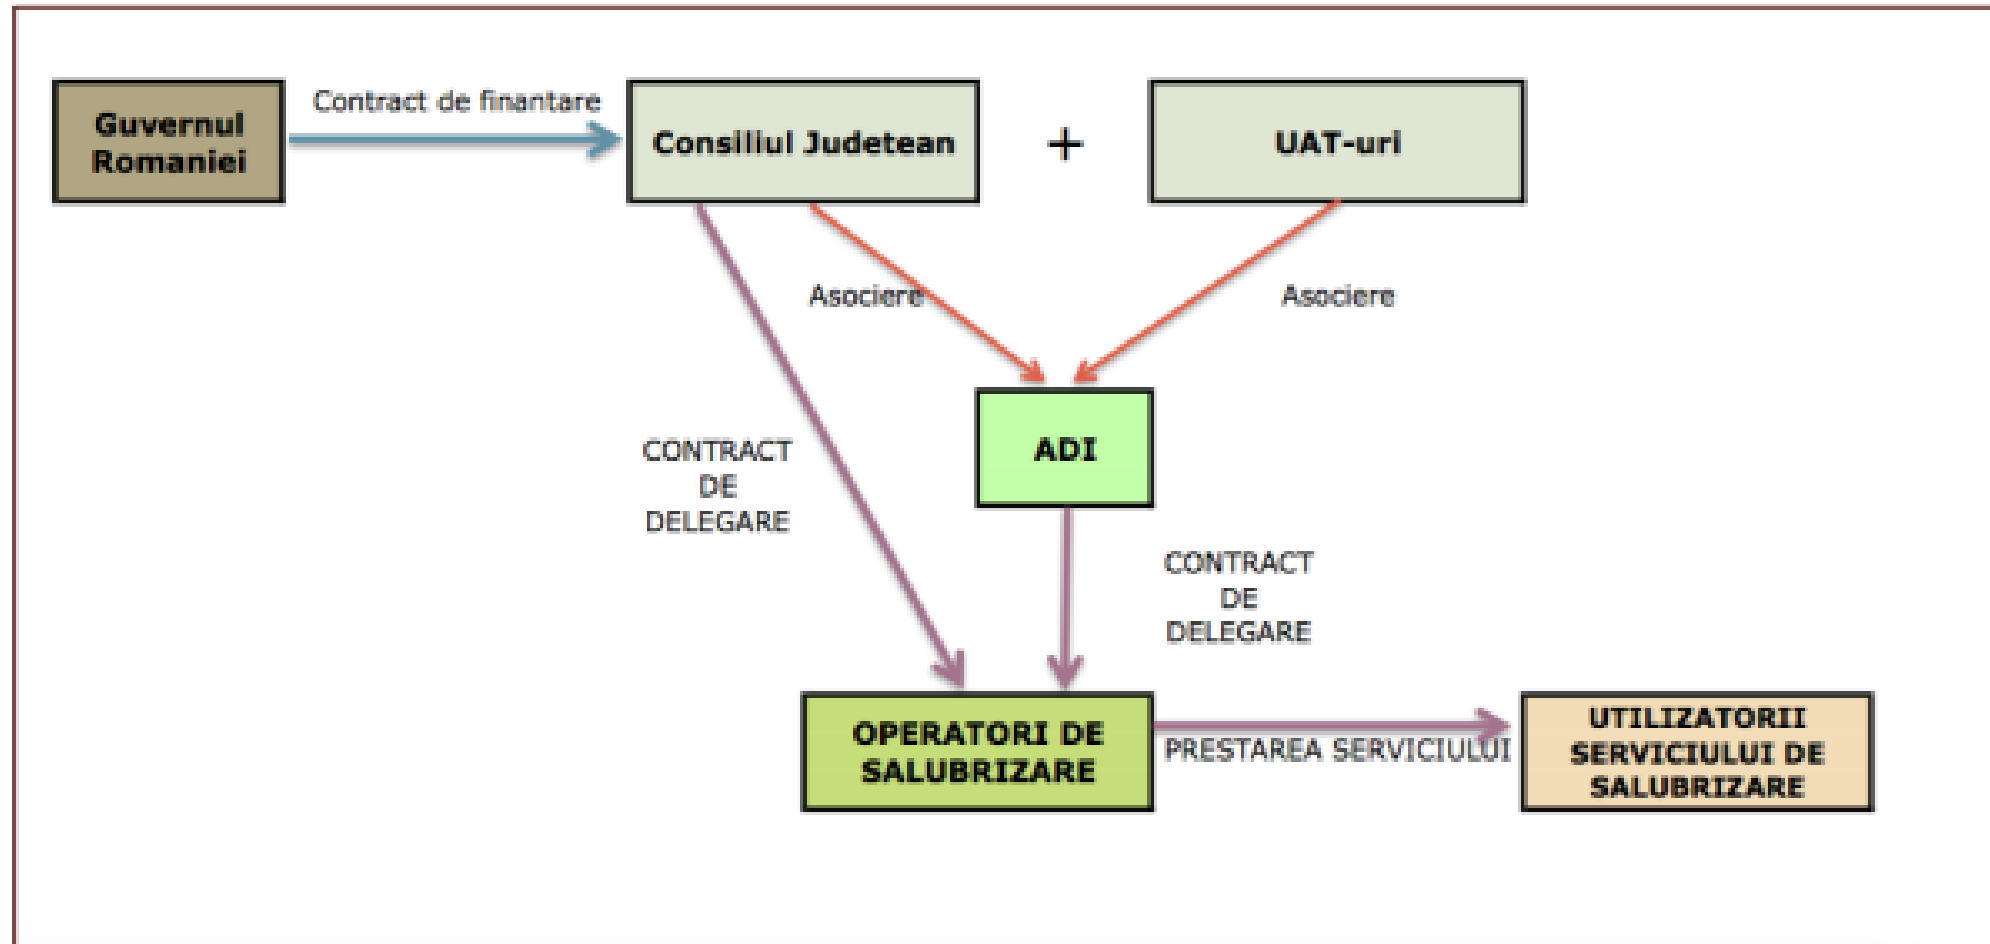 Guvernul
Romaniei
Contract de finantare
Consiliul Judetean
+
UAT-uri
Asociere
Asociere
ADI
CONTRACT
DE
DELEGARE
CONTRACT
DE
DELEGARE
OPERATORI DE
SALUBRIZARE
PRESTAREA SERVICIULUI
UTILIZATORII
SERVICIULUI DE
SALUBRIZARE